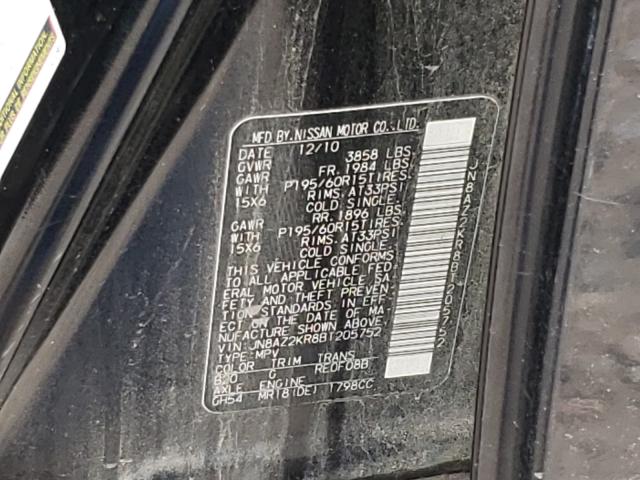 MFD BY. NISSAN MOTOR CO., LTD.
DATE 12/10
GVWR 3858 LBS
GAWR FR. 1984 LBS.
WITH P195/60R15TIRES.
15X6 RIMS. AT33PSI
COLD SINGLE.
GAWR RR. 1896 LBS.
WITH P195/60R15TIRES.
15X6 RIMS. AT33PSI
COLD SINGLE.
THIS VEHICLE CONFORMS
TO ALL APPLICABLE FED
ERAL MOTOR VEHICLE SA
FETY AND THEFT PREVEN
TION STANDARDS IN EFF
ECT ON THE DATE OF MA
NUFACTURE SHOWN ABOVE
VIN: JN8AZ2KR8BT205752
TYPE: MPV
COLOR TRIM TRANS
B20 G RE0F08B
AXLE ENGINE
GH54 MR18(DE) 1798CC
JN8AZ2KR8BT205752